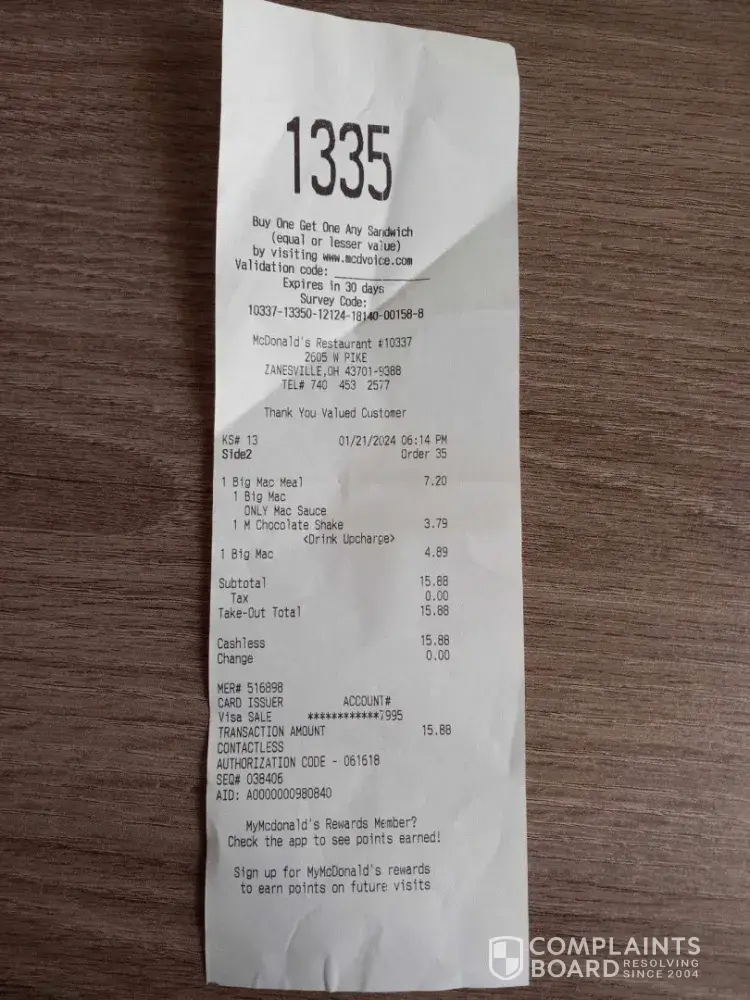 1335
Buy One Get One Any Sandwich
(equal or lesser value)
by visiting www.mcdvoice.com
Validation code: ____________
Expires in 30 days
Survey Code:
10337-13350-12124-18140-00158-8
McDonald's Restaurant #10337
2605 W PIKE
ZANESVILLE,OH 43701-9388
TEL# 740 453 2577
Thank You Valued Customer
KS# 13 01/21/2024 06:14 PM
Side2 Order 35
1 Big Mac Meal 7.20
1 Big Mac
ONLY Mac Sauce
1 M Chocolate Shake 3.79
<Drink Upcharge>
1 Big Mac 4.89
Subtotal 15.88
Tax 0.00
Take-Out Total 15.88
Cashless 15.88
Change 0.00
MER# 516898
CARD ISSUER ACCOUNT#
Visa SALE ************7995
TRANSACTION AMOUNT 15.88
CONTACTLESS
AUTHORIZATION CODE - 061618
SEQ# 038406
AID: A0000000980840
MyMcdonald's Rewards Member?
Check the app to see points earned!
Sign up for MyMcDonald's rewards
to earn points on future visits
COMPLAINTS
BOARD RESOLVING
SINCE 2004